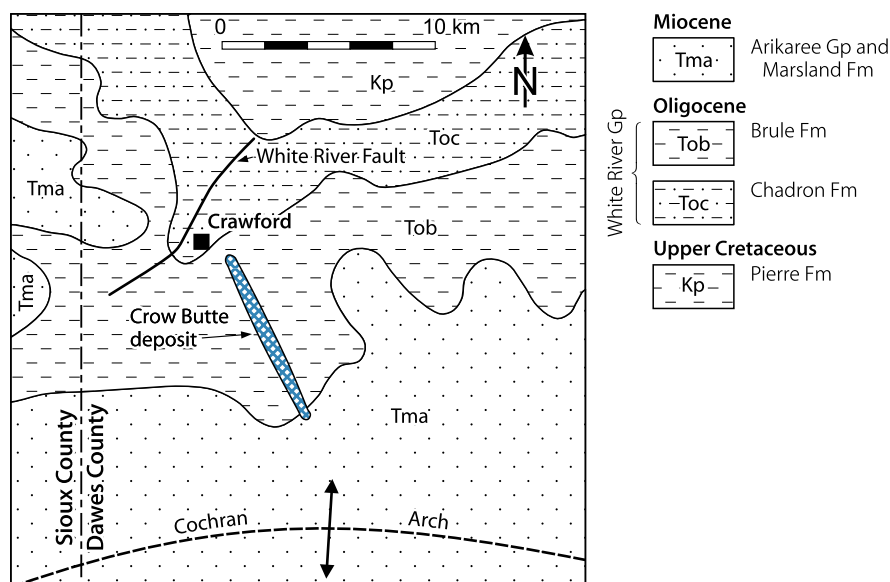 0
10 km
N
Kp
Toc
White River Fault
Tma
Crawford
Tob
Tma
Crow Butte
deposit
Tma
Sioux County
Dawes County
Cochran
Arch
Miocene
Tma
Arikaree Gp and
Marsland Fm
Oligocene
White River Gp
Tob
Brule Fm
Toc
Chadron Fm
Upper Cretaceous
Kp
Pierre Fm